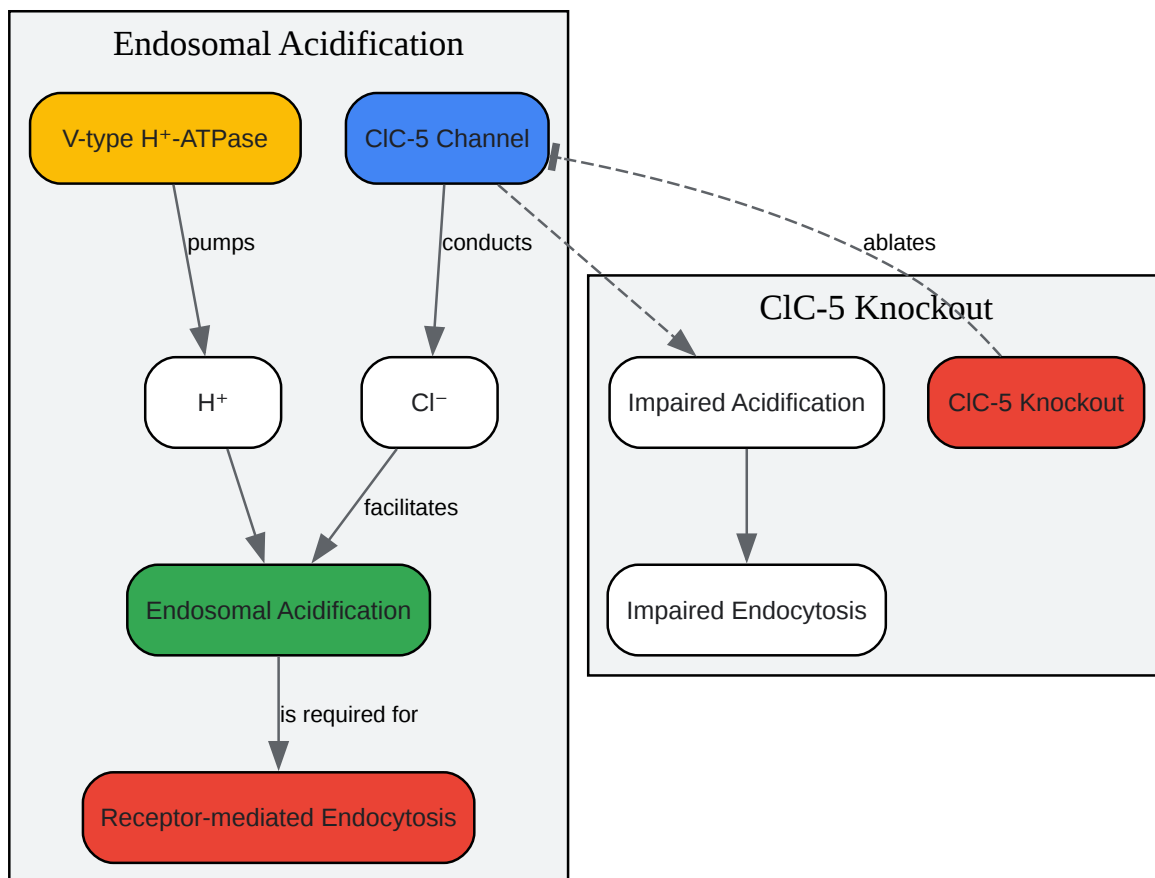 Endosomal Acidification
V-type H⁺-ATPase
ClC-5 Channel
pumps
conducts
ablates
ClC-5 Knockout
H⁺
Cl⁻
Impaired Acidification
ClC-5 Knockout
facilitates
Endosomal Acidification
Impaired Endocytosis
is required for
Receptor-mediated Endocytosis